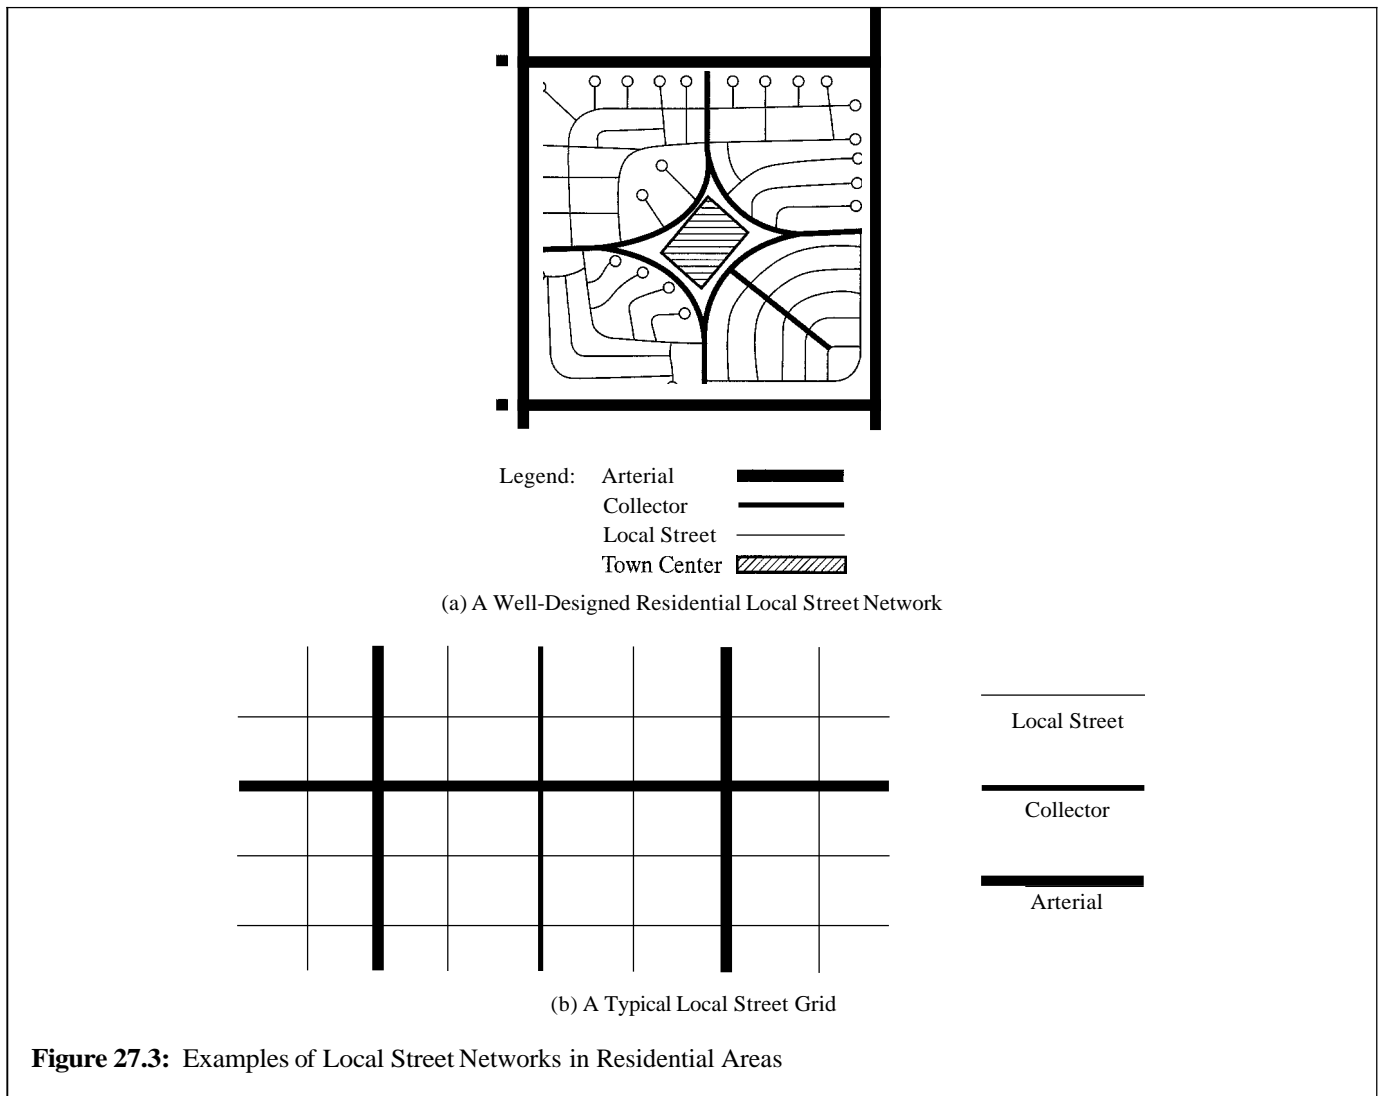 Legend: Arterial
Collector
Local Street
Town Center
(a) A Well-Designed Residential Local Street Network
Local Street
Collector
Arterial
(b) A Typical Local Street Grid
Figure 27.3: Examples of Local Street Networks in Residential Areas